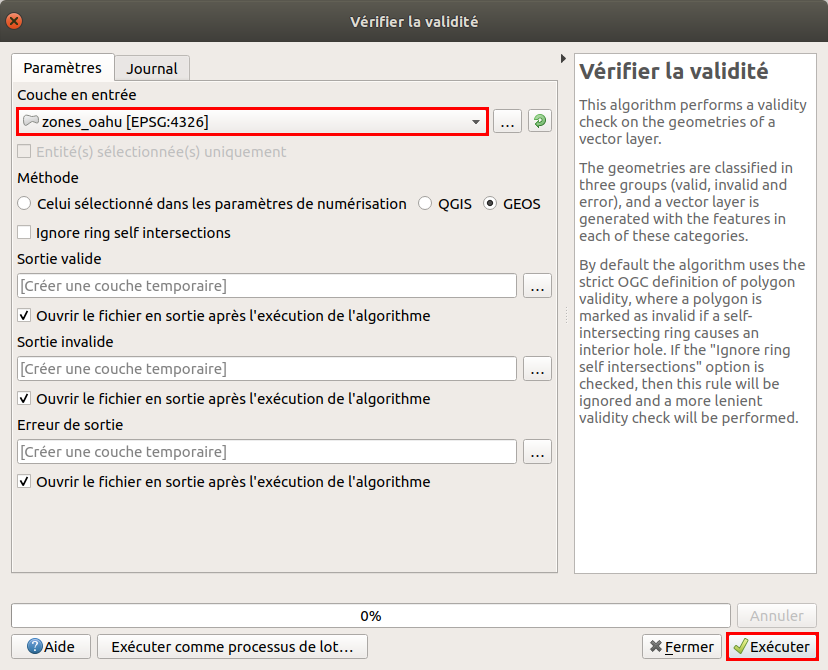 Vérifier la validité
Paramètres
Journal
Couche en entrée
zones_oahu [EPSG:4326]
...
Entité(s) sélectionnée(s) uniquement
Méthode
Celui sélectionné dans les paramètres de numérisation
QGIS
GEOS
Ignore ring self intersections
Sortie valide
[Créer une couche temporaire]
...
Ouvrir le fichier en sortie après l'exécution de l'algorithme
Sortie invalide
[Créer une couche temporaire]
...
Ouvrir le fichier en sortie après l'exécution de l'algorithme
Erreur de sortie
[Créer une couche temporaire]
...
Ouvrir le fichier en sortie après l'exécution de l'algorithme
Vérifier la validité
This algorithm performs a validity
check on the geometries of a
vector layer.
The geometries are classified in
three groups (valid, invalid and
error), and a vector layer is
generated with the features in
each of these categories.
By default the algorithm uses the
strict OGC definition of polygon
validity, where a polygon is
marked as invalid if a self-
intersecting ring causes an
interior hole. If the "Ignore ring
self intersections" option is
checked, then this rule will be
ignored and a more lenient
validity check will be performed.
0%
Annuler
Aide
Exécuter comme processus de lot…
Fermer
Exécuter